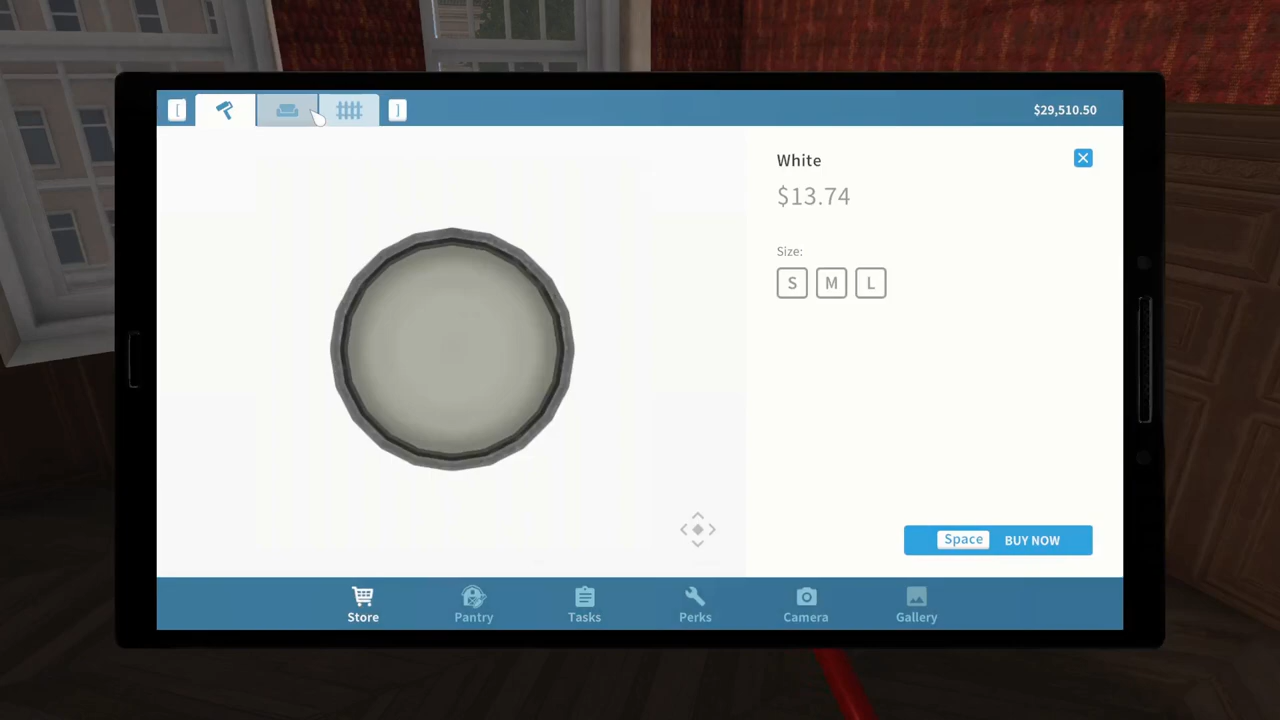 [ ] $29,510.50
White
$13.74
Size:
S M L
Space BUY NOW
Store Pantry Tasks Perks Camera Gallery